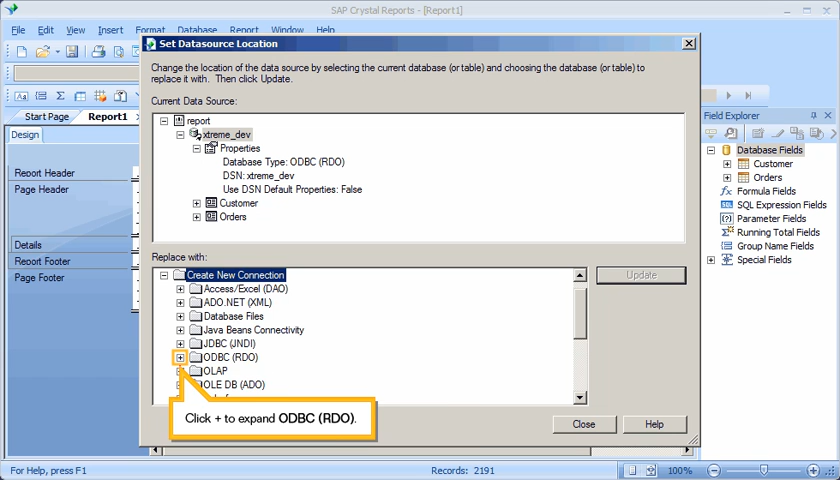 SAP Crystal Reports - [Report1]
File Edit View Insert Format Database Report Window Help
Set Datasource Location
Change the location of the data source by selecting the current database (or table) and choosing the database (or table) to
replace it with. Then click Update.
Current Data Source:
report
xtreme_dev
Properties
Database Type: ODBC (RDO)
DSN: xtreme_dev
Use DSN Default Properties: False
Customer
Orders
Replace with:
Create New Connection
Access/Excel (DAO)
ADO.NET (XML)
Database Files
Java Beans Connectivity
JDBC (JNDI)
ODBC (RDO)
OLAP
OLE DB (ADO)
Update
Click + to expand ODBC (RDO).
Close
Help
Start Page
Report1
Design
Report Header
Page Header
Details
Report Footer
Page Footer
Field Explorer
Database Fields
Customer
Orders
Formula Fields
SQL Expression Fields
Parameter Fields
Running Total Fields
Group Name Fields
Special Fields
For Help, press F1
Records: 2191
100%